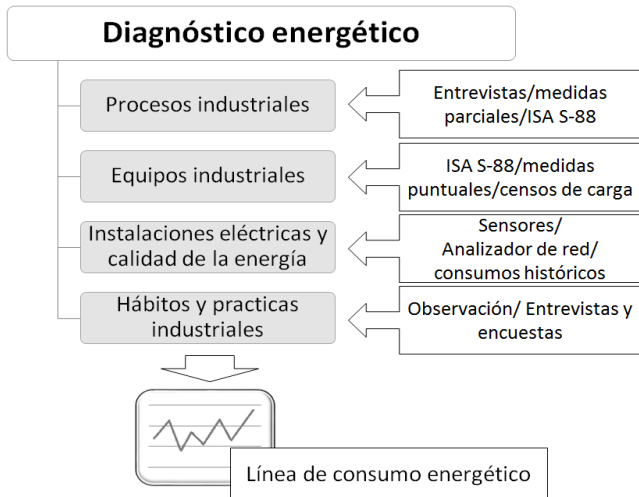 Diagnóstico energético
Procesos industriales
Entrevistas/medidas
parciales/ISA S-88
Equipos industriales
ISA S-88/medidas
puntuales/censos de carga
Instalaciones eléctricas y
calidad de la energía
Sensores/
Analizador de red/
consumos históricos
Hábitos y practicas
industriales
Observación/ Entrevistas y
encuestas
Línea de consumo energético